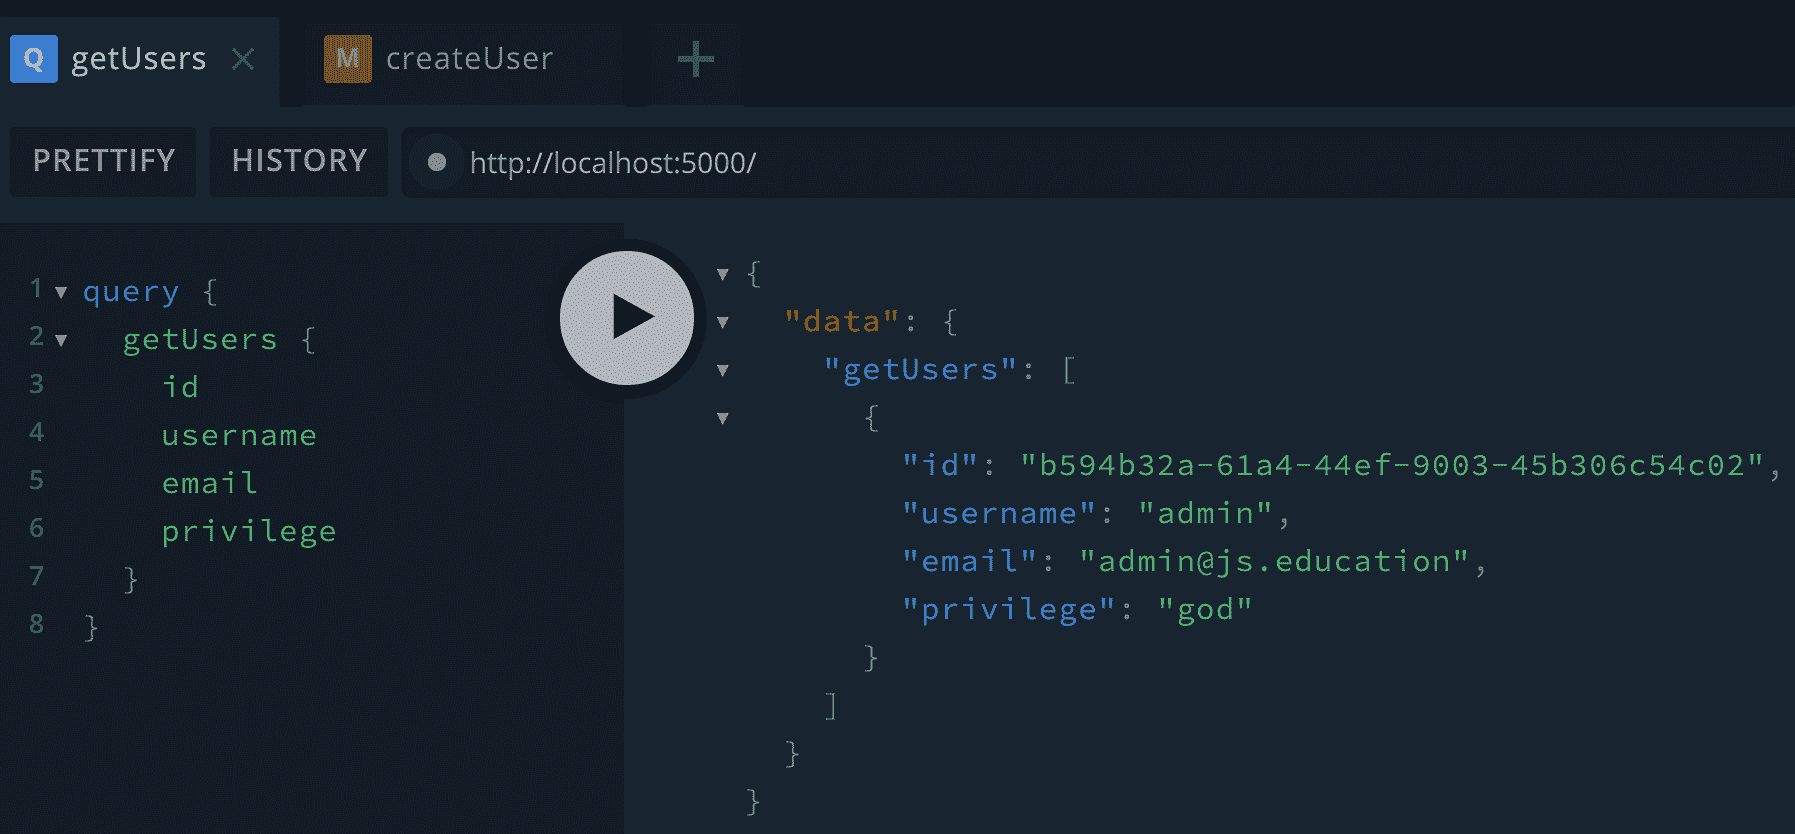 Q getUsers
M createUser
PRETTIFY HISTORY http://localhost:5000/
1 query {
2 getUsers {
3 id
4 username
5 email
6 privilege
7 }
8 }
{
"data": {
"getUsers": [
{
"id": "b594b32a-61a4-44ef-9003-45b306c54c02",
"username": "admin",
"email": "admin@js.education",
"privilege": "god"
}
]
}
}